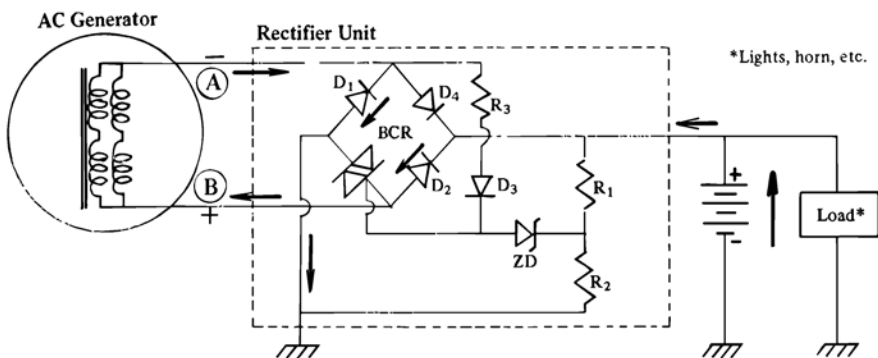 AC Generator
Rectifier Unit
*Lights, horn, etc.
−
A
D1
D4
R3
BCR
B
+
D2
D3
R1
ZD
R2
+
-
Load*